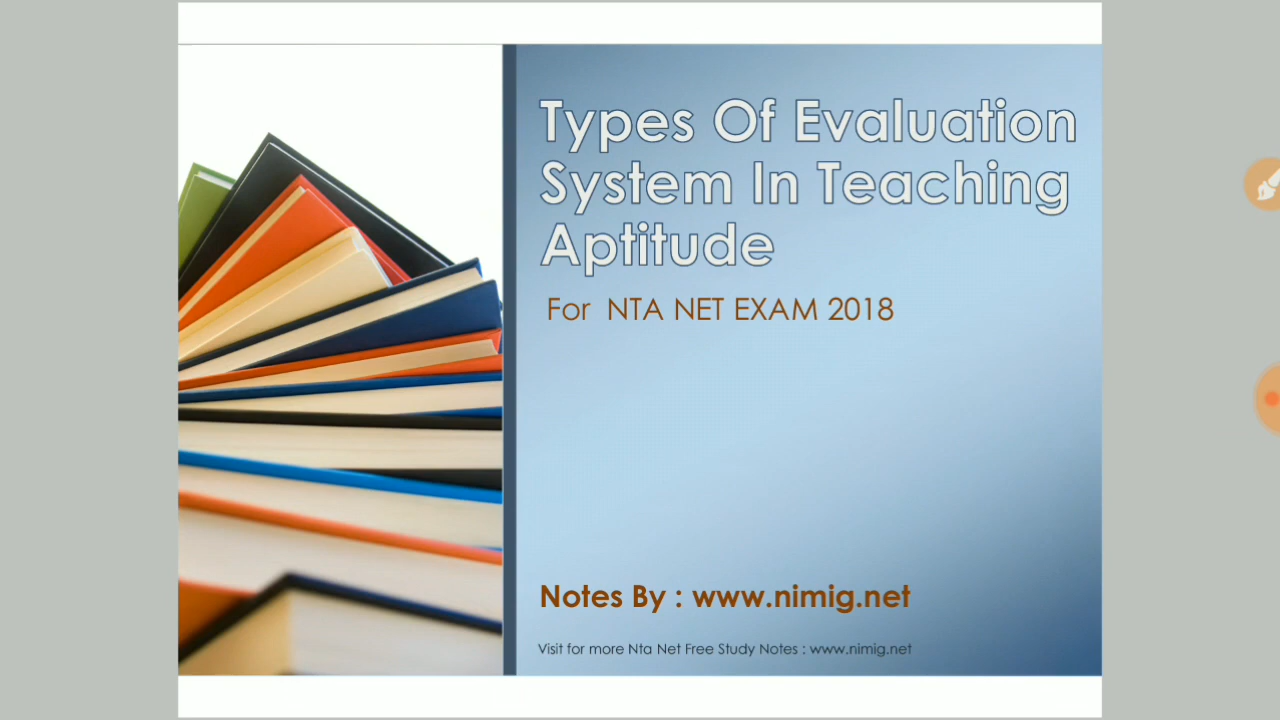 Types Of Evaluation
System In Teaching
Aptitude
For NTA NET EXAM 2018
Notes By : www.nimig.net
Visit for more Nta Net Free Study Notes : www.nimig.net